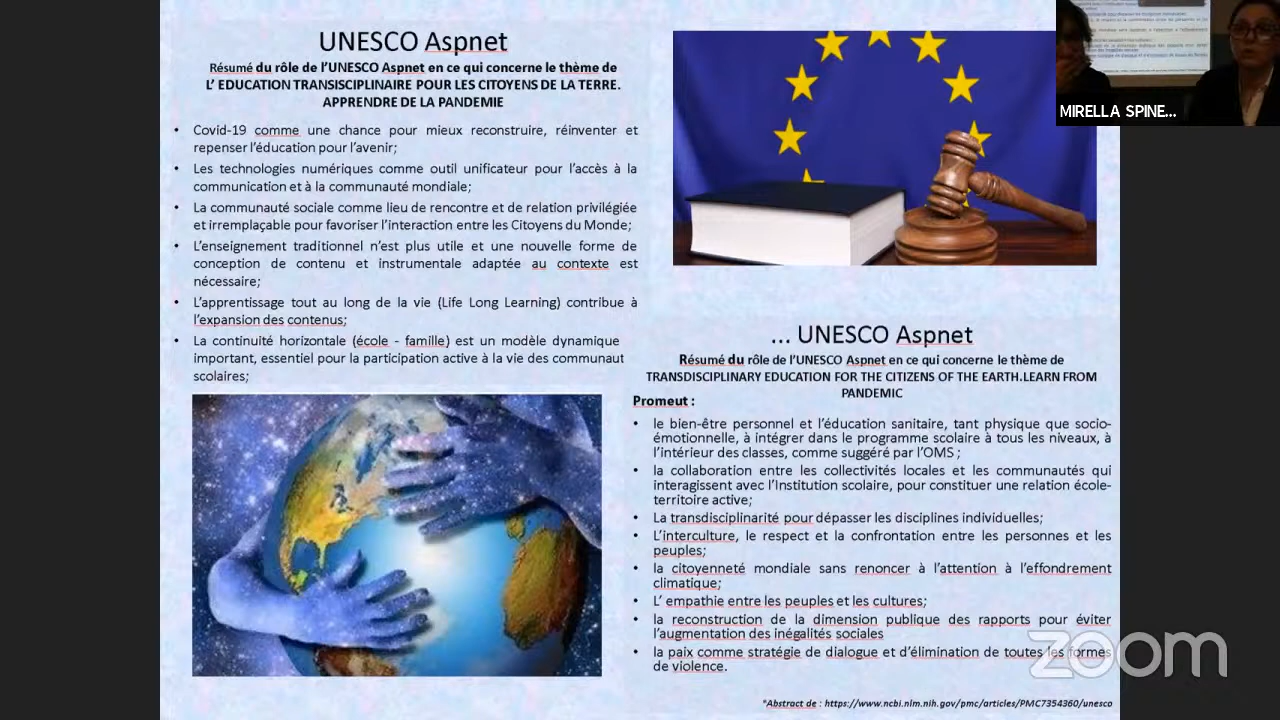 UNESCO Aspnet
Résumé du rôle de l'UNESCO Aspnet en ce qui concerne le thème de
L' EDUCATION TRANSISCIPLINAIRE POUR LES CITOYENS DE LA TERRE.
APPRENDRE DE LA PANDEMIE
• Covid-19 comme une chance pour mieux reconstruire, réinventer et
repenser l'éducation pour l'avenir;
• Les technologies numériques comme outil unificateur pour l'accès à la
communication et à la communauté mondiale;
• La communauté sociale comme lieu de rencontre et de relation privilégiée
et irremplaçable pour favoriser l'interaction entre les Citoyens du Monde;
• L'enseignement traditionnel n'est plus utile et une nouvelle forme de
conception de contenu et instrumentale adaptée au contexte est
nécessaire;
• L'apprentissage tout au long de la vie (Life Long Learning) contribue à
l'expansion des contenus;
• La continuité horizontale (école - famille) est un modèle dynamique
important, essentiel pour la participation active à la vie des communaut
scolaires;
MIRELLA SPINE...
... UNESCO Aspnet
Résumé du rôle de l'UNESCO Aspnet en ce qui concerne le thème de
TRANSDISCIPLINARY EDUCATION FOR THE CITIZENS OF THE EARTH.LEARN FROM
PANDEMIC
Promeut :
• le bien-être personnel et l'éducation sanitaire, tant physique que socio-
émotionnelle, à intégrer dans le programme scolaire à tous les niveaux, à
l'intérieur des classes, comme suggéré par l'OMS ;
• la collaboration entre les collectivités locales et les communautés qui
interagissent avec l'Institution scolaire, pour constituer une relation école-
territoire active;
• La transdisciplinarité pour dépasser les disciplines individuelles;
• L'interculture, le respect et la confrontation entre les personnes et les
peuples;
• la citoyenneté mondiale sans renoncer à l'attention à l'effondrement
climatique;
• L' empathie entre les peuples et les cultures;
• la reconstruction de la dimension publique des rapports pour éviter
l'augmentation des inégalités sociales
• la paix comme stratégie de dialogue et d'élimination de toutes les formes
de violence.
zoom
"Abstract de : https://www.ncbi.nlm.nih.gov/pmc/articles/PMC7354360/unesco